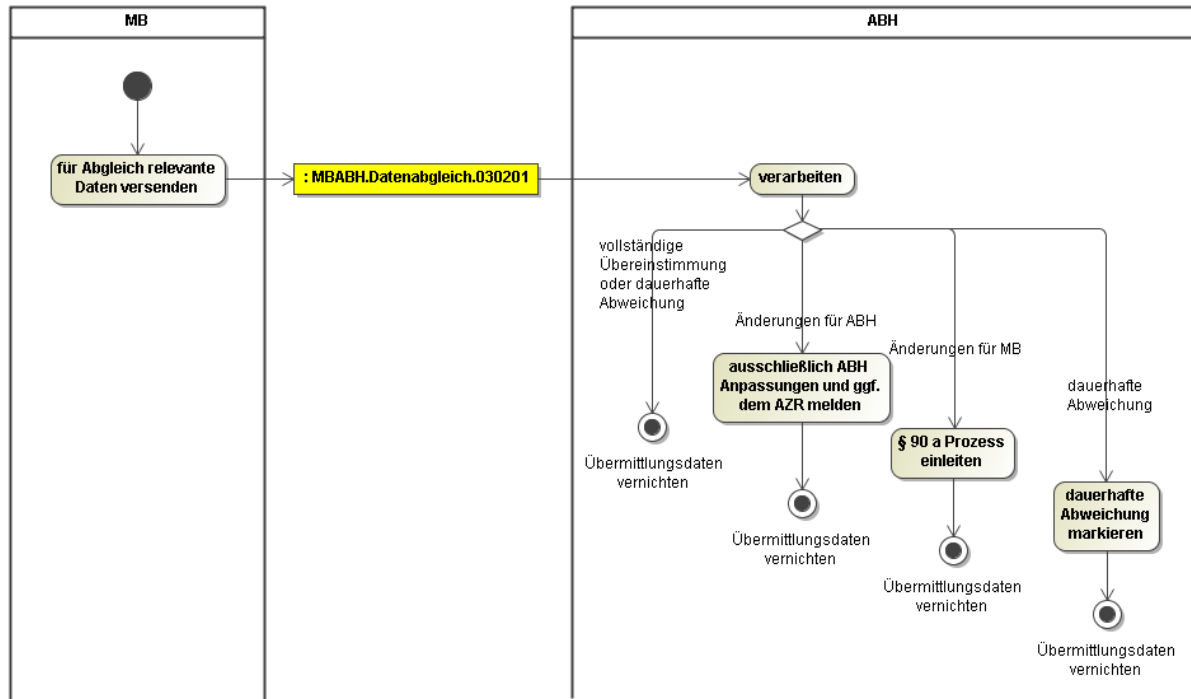 MB
ABH
für Abgleich relevante
Daten versenden
: MBABH.Datenabgleich.030201
verarbeiten
vollständige
Übereinstimmung
oder dauerhafte
Abweichung
Änderungen für ABH
Änderungen für MB
dauerhafte
Abweichung
ausschließlich ABH
Anpassungen und ggf.
dem AZR melden
§ 90 a Prozess
einleiten
dauerhafte
Abweichung
markieren
Übermittlungsdaten
vernichten
Übermittlungsdaten
vernichten
Übermittlungsdaten
vernichten
Übermittlungsdaten
vernichten